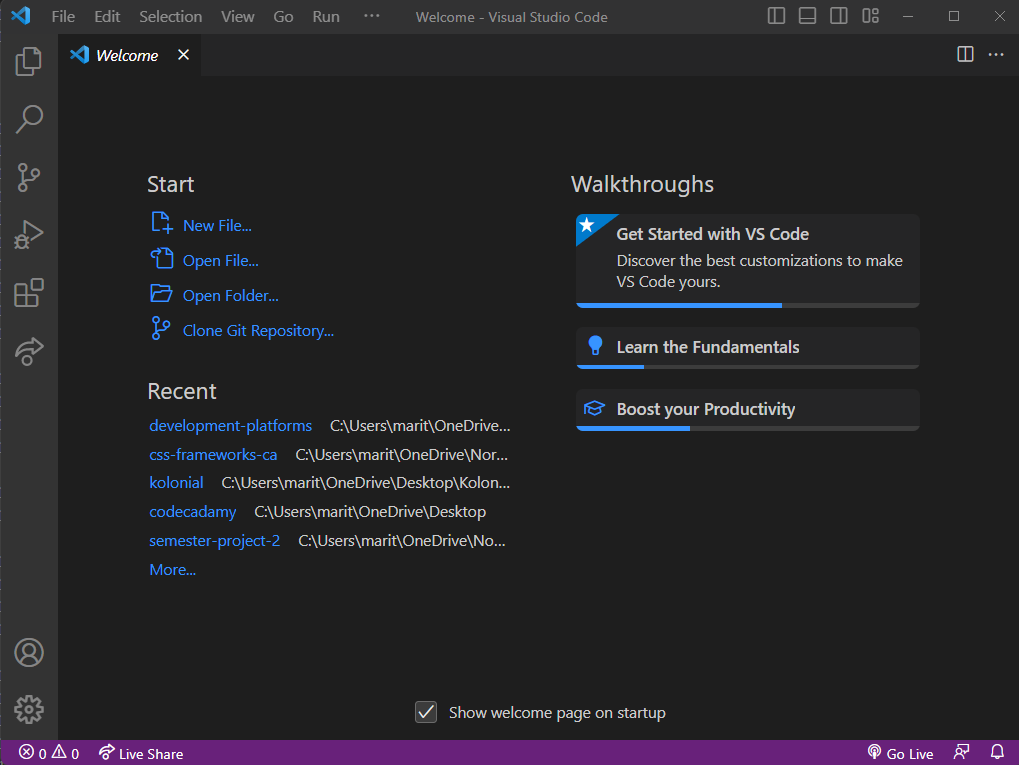 File Edit Selection View Go Run ··· Welcome - Visual Studio Code
Welcome
Start
New File...
Open File...
Open Folder...
Clone Git Repository...
Recent
development-platforms C:\Users\marit\OneDrive...
css-frameworks-ca C:\Users\marit\OneDrive\Nor...
kolonial C:\Users\marit\OneDrive\Desktop\Kolon...
codecadamy C:\Users\marit\OneDrive\Desktop
semester-project-2 C:\Users\marit\OneDrive\No...
More...
Walkthroughs
Get Started with VS Code
Discover the best customizations to make
VS Code yours.
Learn the Fundamentals
Boost your Productivity
Show welcome page on startup
0 0 Live Share Go Live